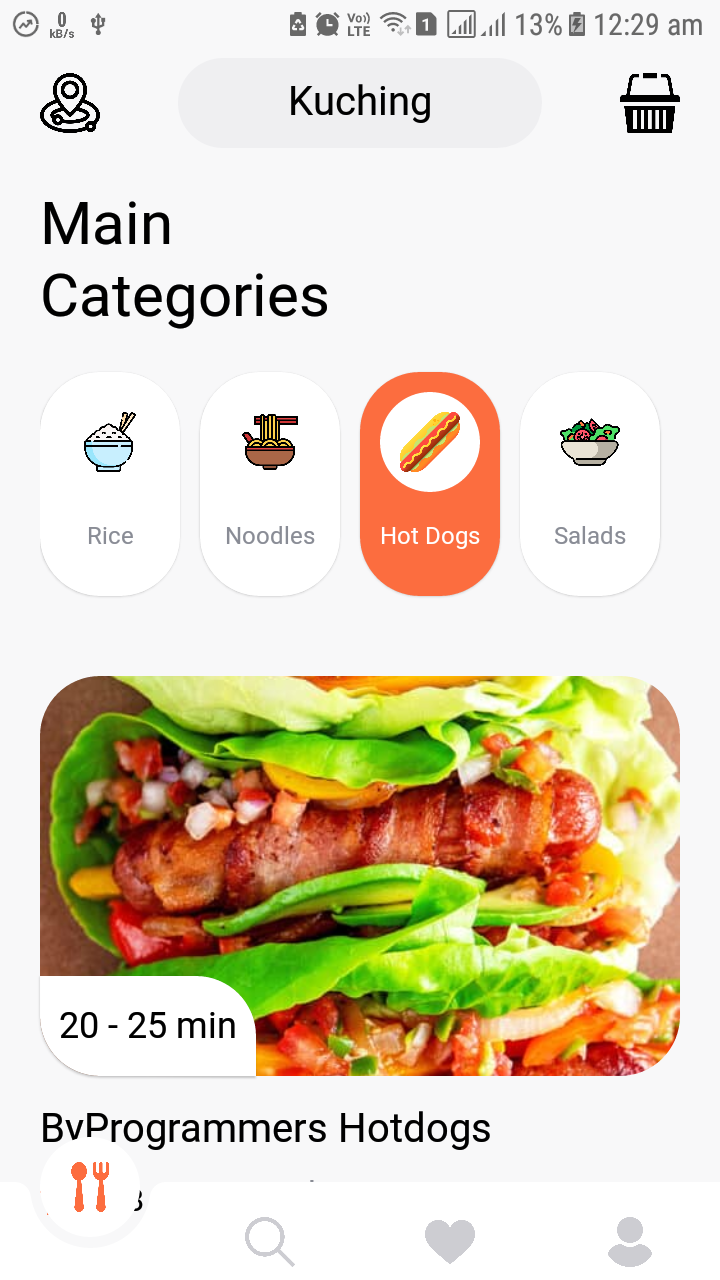 0
kB/s
Vo))
LTE
1
13%
12:29 am
Kuching
Main
Categories
Rice
Noodles
Hot Dogs
Salads
20 - 25 min
ByProgrammers Hotdogs